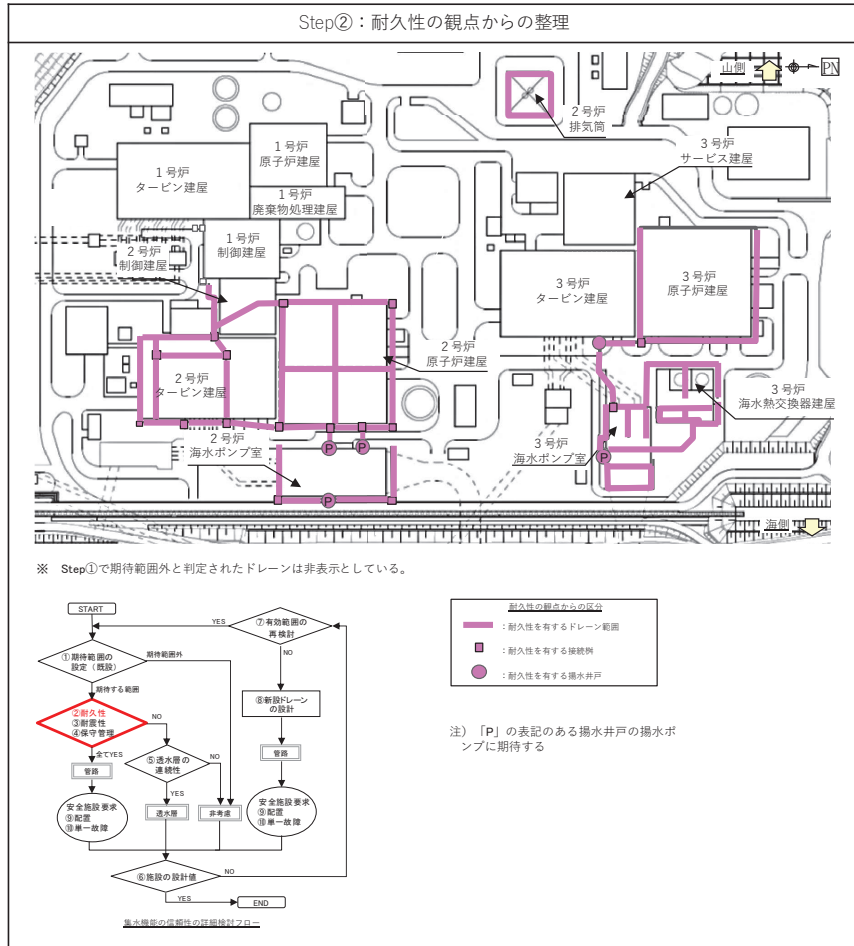 Step②：耐久性の観点からの整理
山側
PN
2号炉
排気筒
3号炉
サービス建屋
1号炉
原子炉建屋
1号炉
タービン建屋
1号炉
廃棄物処理建屋
1号炉
制御建屋
2号炉
制御建屋
3号炉
タービン建屋
3号炉
原子炉建屋
2号炉
原子炉建屋
2号炉
タービン建屋
3号炉
海水熱交換器建屋
2号炉
海水ポンプ室
3号炉
海水ポンプ室
P
P
P
P
海側
※　Step①で期待範囲外と判定されたドレーンは非表示としている。
START
YES
⑦有効範囲の
再検討
①期待範囲の
設定（既設）
期待範囲外
NO
期待する範囲
⑧新設ドレーン
の設計
②耐久性
③耐震性
④保守管理
NO
全てYES
⑤透水層の
連続性
NO
管路
管路
YES
安全施設要求
⑨配置
⑩単一故障
透水層
非考慮
安全施設要求
⑨配置
⑩単一故障
⑥施設の設計値
NO
YES
END
集水機能の信頼性の詳細検討フロー
耐久性の観点からの区分
：耐久性を有するドレーン範囲
：耐久性を有する接続桝
：耐久性を有する揚水井戸
注）「P」の表記のある揚水井戸の揚水ポ
ンプに期待する